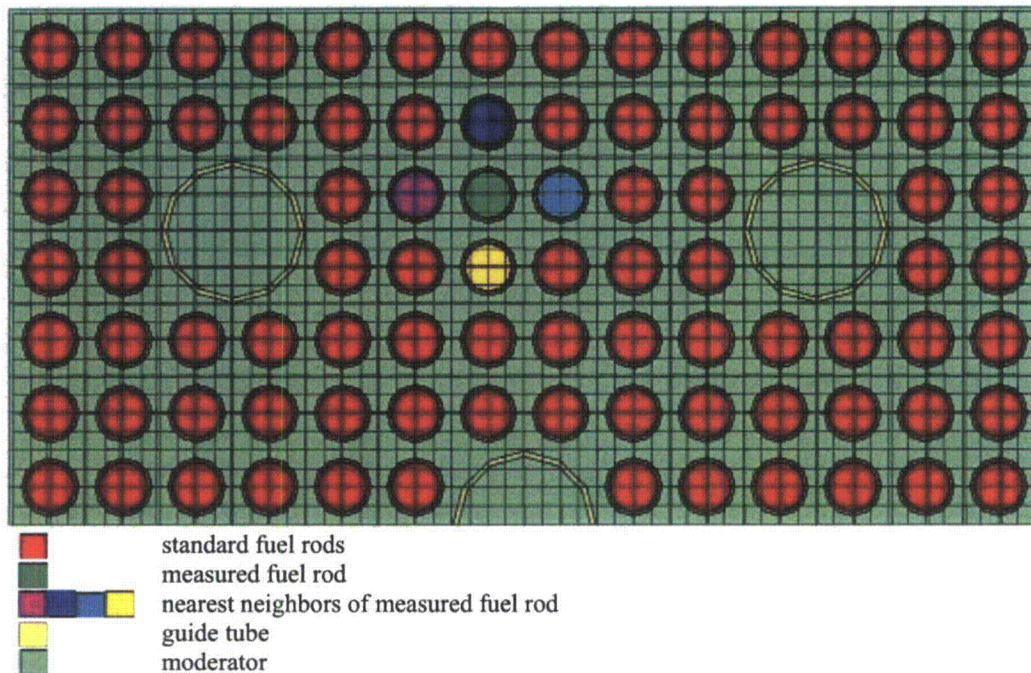 standard fuel rods
measured fuel rod
nearest neighbors of measured fuel rod
guide tube
moderator